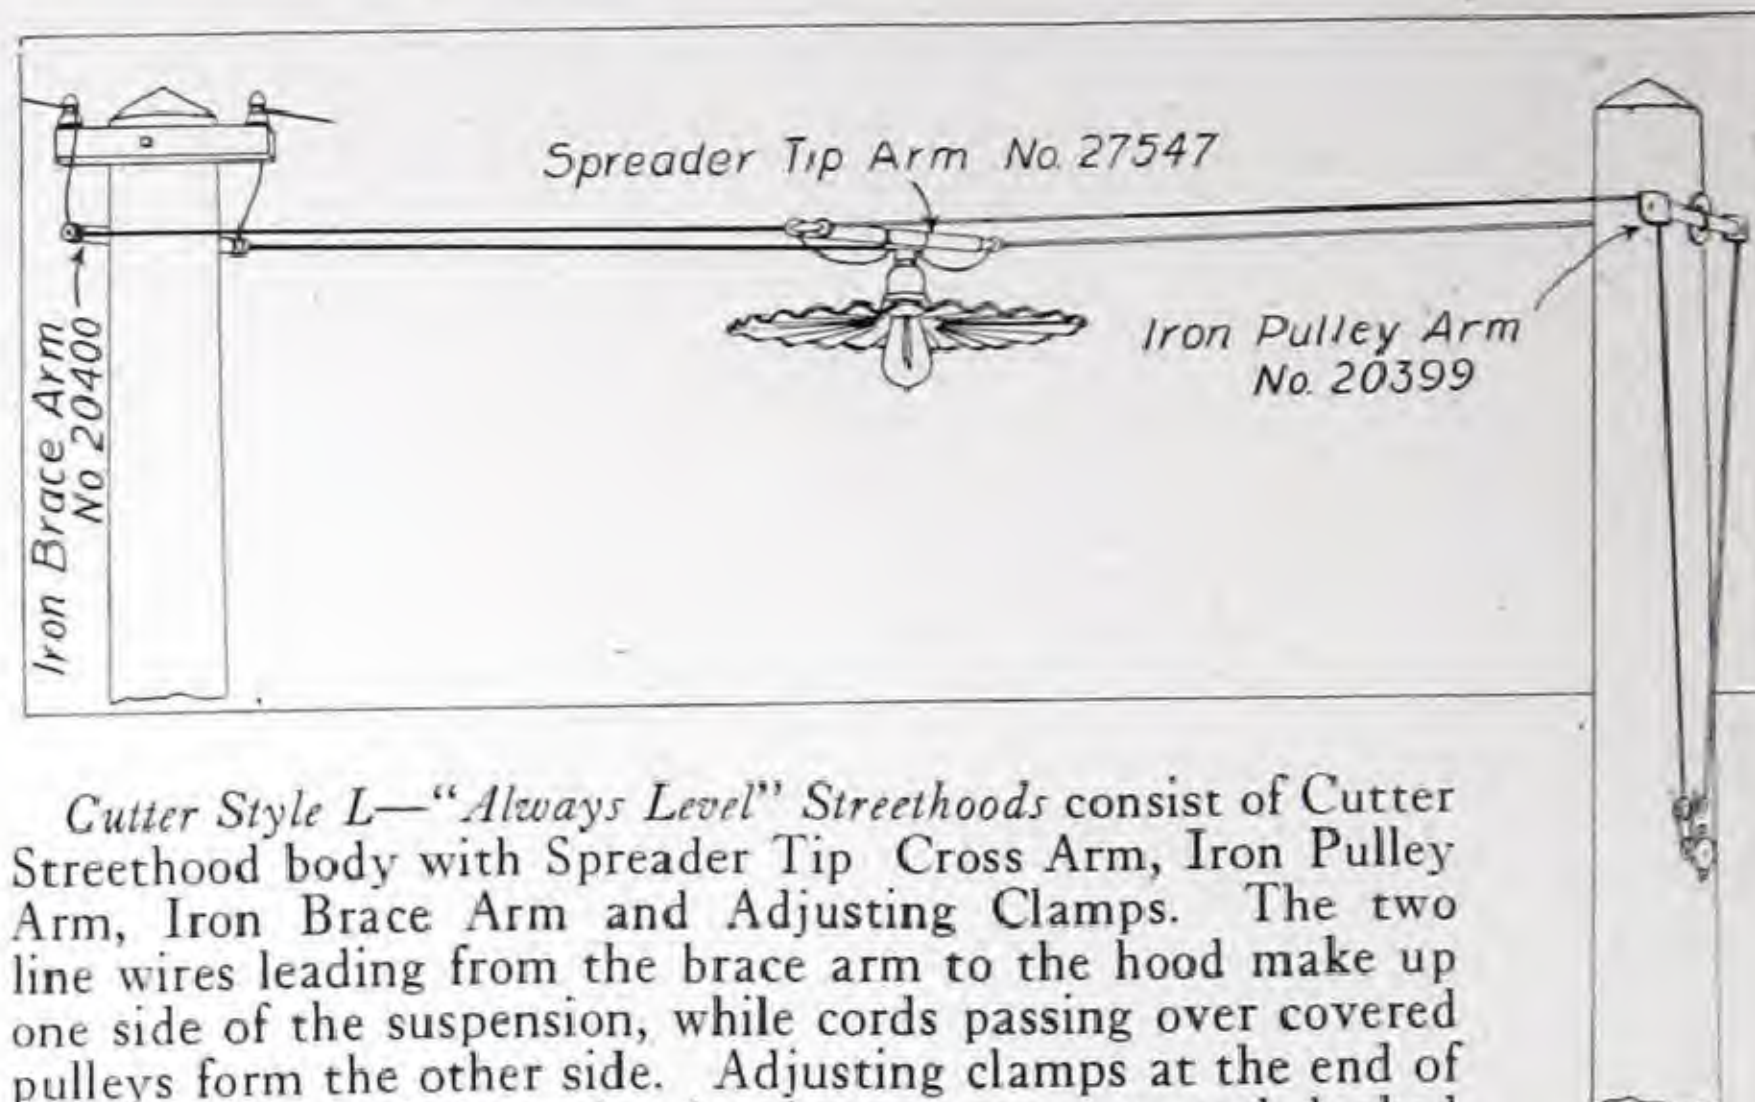 Spreader Tip Arm No. 27547
Iron Pulley Arm
No. 20399
Iron Brace Arm
No 20400
Cutter Style L—“Always Level” Streethoods consist of Cutter
Streethood body with Spreader Tip Cross Arm, Iron Pulley
Arm, Iron Brace Arm and Adjusting Clamps. The two
line wires leading from the brace arm to the hood make up
one side of the suspension, while cords passing over covered
pulleys form the other side. Adjusting clamps at the end of